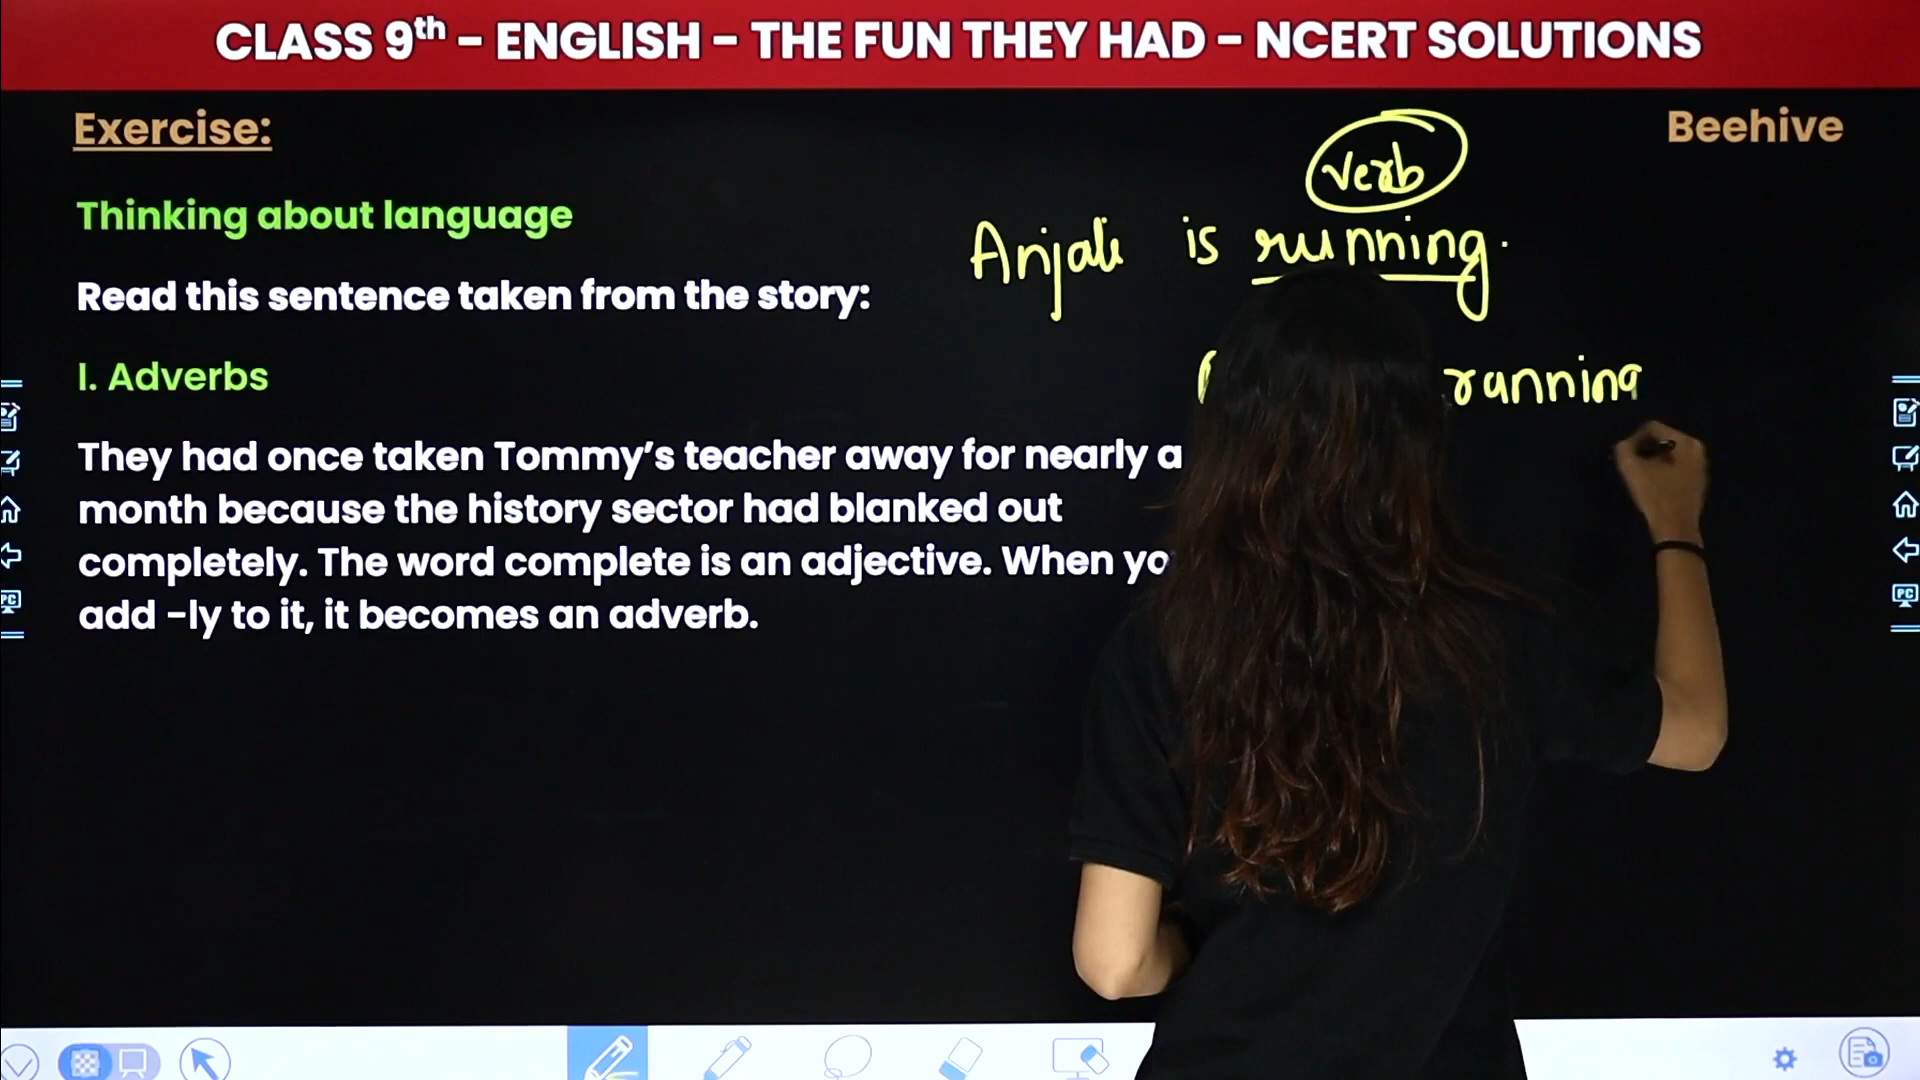 CLASS 9th - ENGLISH - THE FUN THEY HAD - NCERT SOLUTIONS
Exercise:
Beehive
Thinking about language
Read this sentence taken from the story:
I. Adverbs
They had once taken Tommy's teacher away for nearly a
month because the history sector had blanked out
completely. The word complete is an adjective. When yo
add -ly to it, it becomes an adverb.
verb
Anjali is running.
running
PC
PC